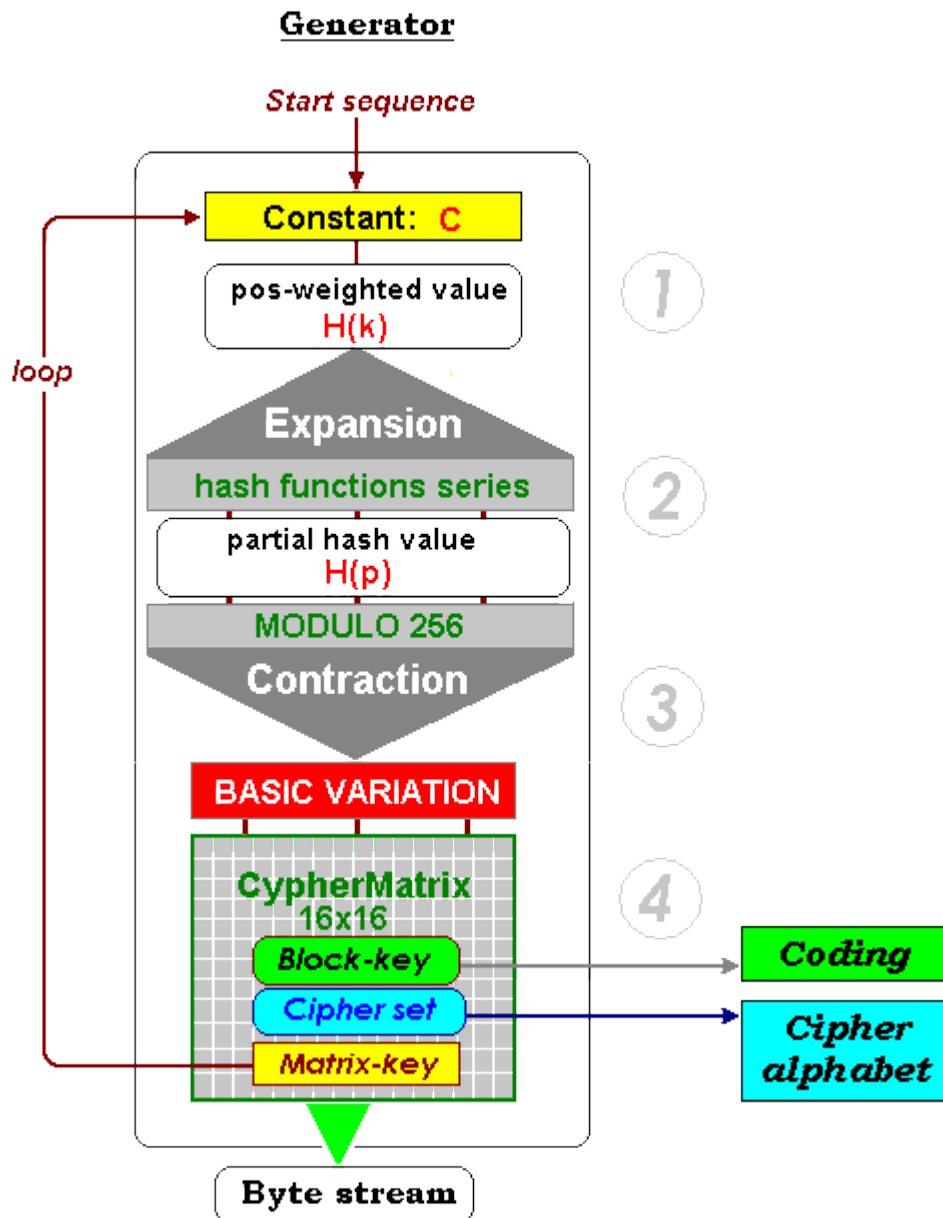 Generator
Start sequence
Constant: C
pos-weighted value
H(k)
1
loop
Expansion
hash functions series
2
partial hash value
H(p)
MODULO 256
Contraction
3
BASIC VARIATION
CypherMatrix
16x16
4
Block-key
Coding
Cipher set
Cipher
alphabet
Matrix-key
Byte stream